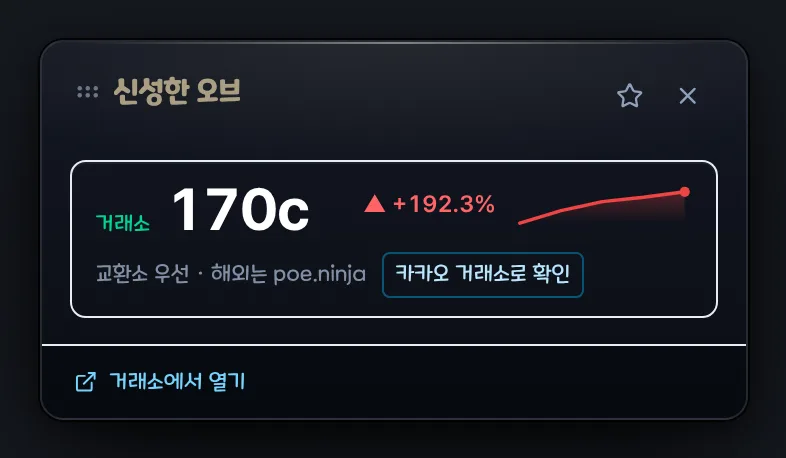 신성한 오브
거래소 170c ▲ +192.3%
교환소 우선 · 해외는 poe.ninja 카카오 거래소로 확인
거래소에서 열기